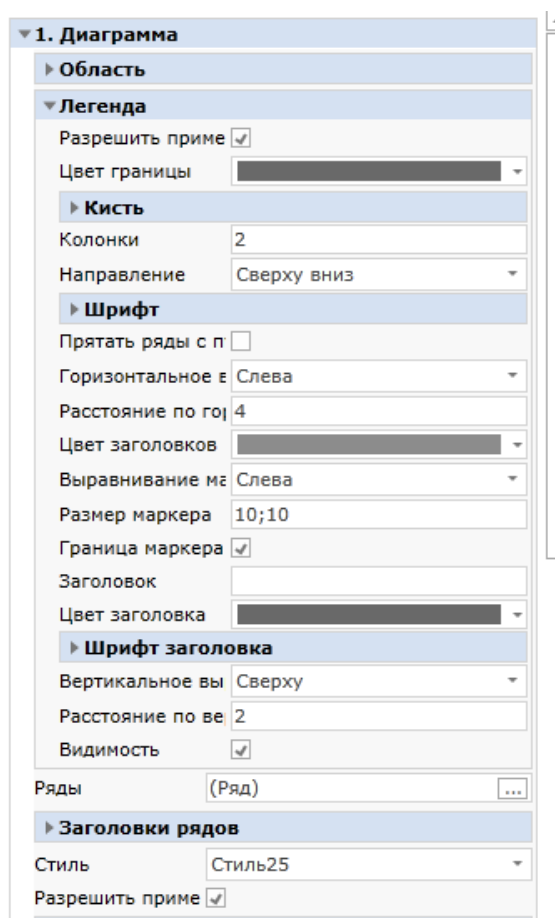 1. Диаграмма
Область
Легенда
Разрешить приме
Цвет границы
Кисть
Колонки 2
Направление Сверху вниз
Шрифт
Прятать ряды с п
Горизонтальное в Слева
Расстояние по гор 4
Цвет заголовков
Выравнивание ма Слева
Размер маркера 10;10
Граница маркера
Заголовок
Цвет заголовка
Шрифт заголовка
Вертикальное вы Сверху
Расстояние по ве 2
Видимость
Ряды (Ряд) ...
Заголовки рядов
Стиль Стиль25
Разрешить приме